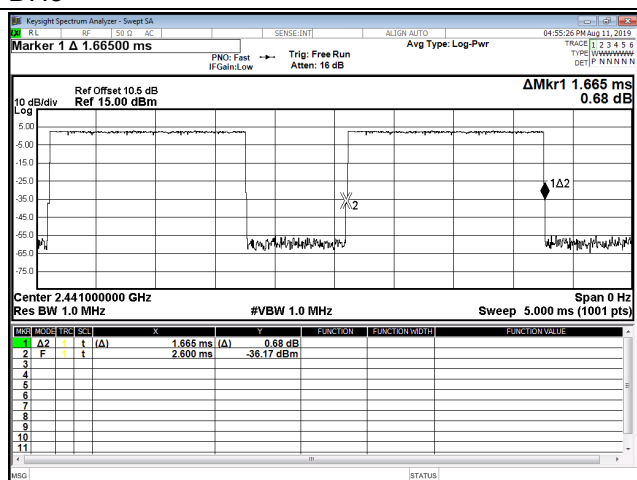 Keysight Spectrum Analyzer - Swept SA
RL RF 50 Ω AC SENSE:INT ALIGN AUTO 04:55:26 PM Aug 11, 2019
Marker 1 Δ 1.66500 ms
PNO: Fast Trig: Free Run Avg Type: Log-Pwr TRACE 1 2 3 4 5 6
IFGain:Low Atten: 16 dB TYPE WWWWWW
DET P N N N N N
Ref Offset 10.5 dB ΔMkr1 1.665 ms
10 dB/div Ref 15.00 dBm 0.68 dB
Log
5.00
-5.00
-15.0
-25.0
1Δ2
-35.0
2
-45.0
-55.0
-65.0
-75.0
Center 2.441000000 GHz Span 0 Hz
Res BW 1.0 MHz #VBW 1.0 MHz Sweep 5.000 ms (1001 pts)
MKR MODE TRC SCL X Y FUNCTION FUNCTION WIDTH FUNCTION VALUE
1 Δ2 1 t (Δ) 1.665 ms (Δ) 0.68 dB
2 F 1 t 2.600 ms -36.17 dBm
3
4
5
6
7
8
9
10
11
MSG STATUS